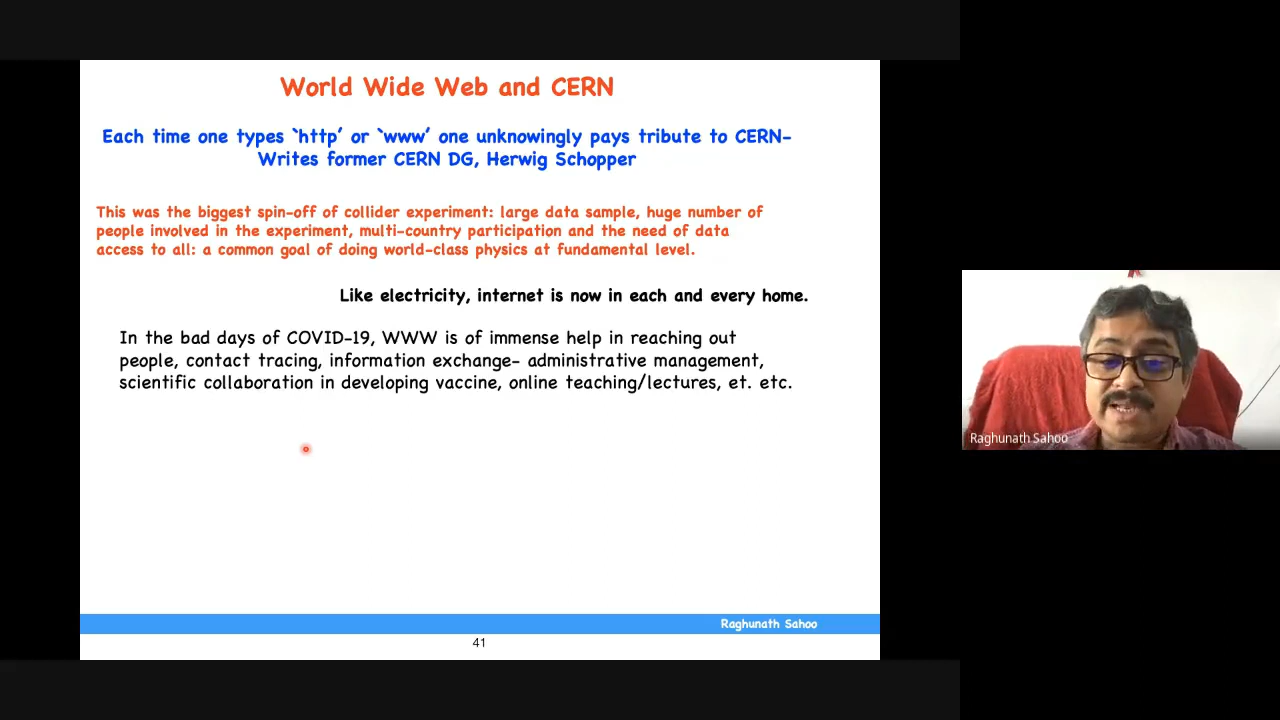 World Wide Web and CERN
Each time one types `http’ or `www’ one unknowingly pays tribute to CERN-
Writes former CERN DG, Herwig Schopper
This was the biggest spin-off of collider experiment: large data sample, huge number of
people involved in the experiment, multi-country participation and the need of data
access to all: a common goal of doing world-class physics at fundamental level.
Like electricity, internet is now in each and every home.
In the bad days of COVID-19, WWW is of immense help in reaching out
people, contact tracing, information exchange- administrative management,
scientific collaboration in developing vaccine, online teaching/lectures, et. etc.
Raghunath Sahoo
41
Raghunath Sahoo